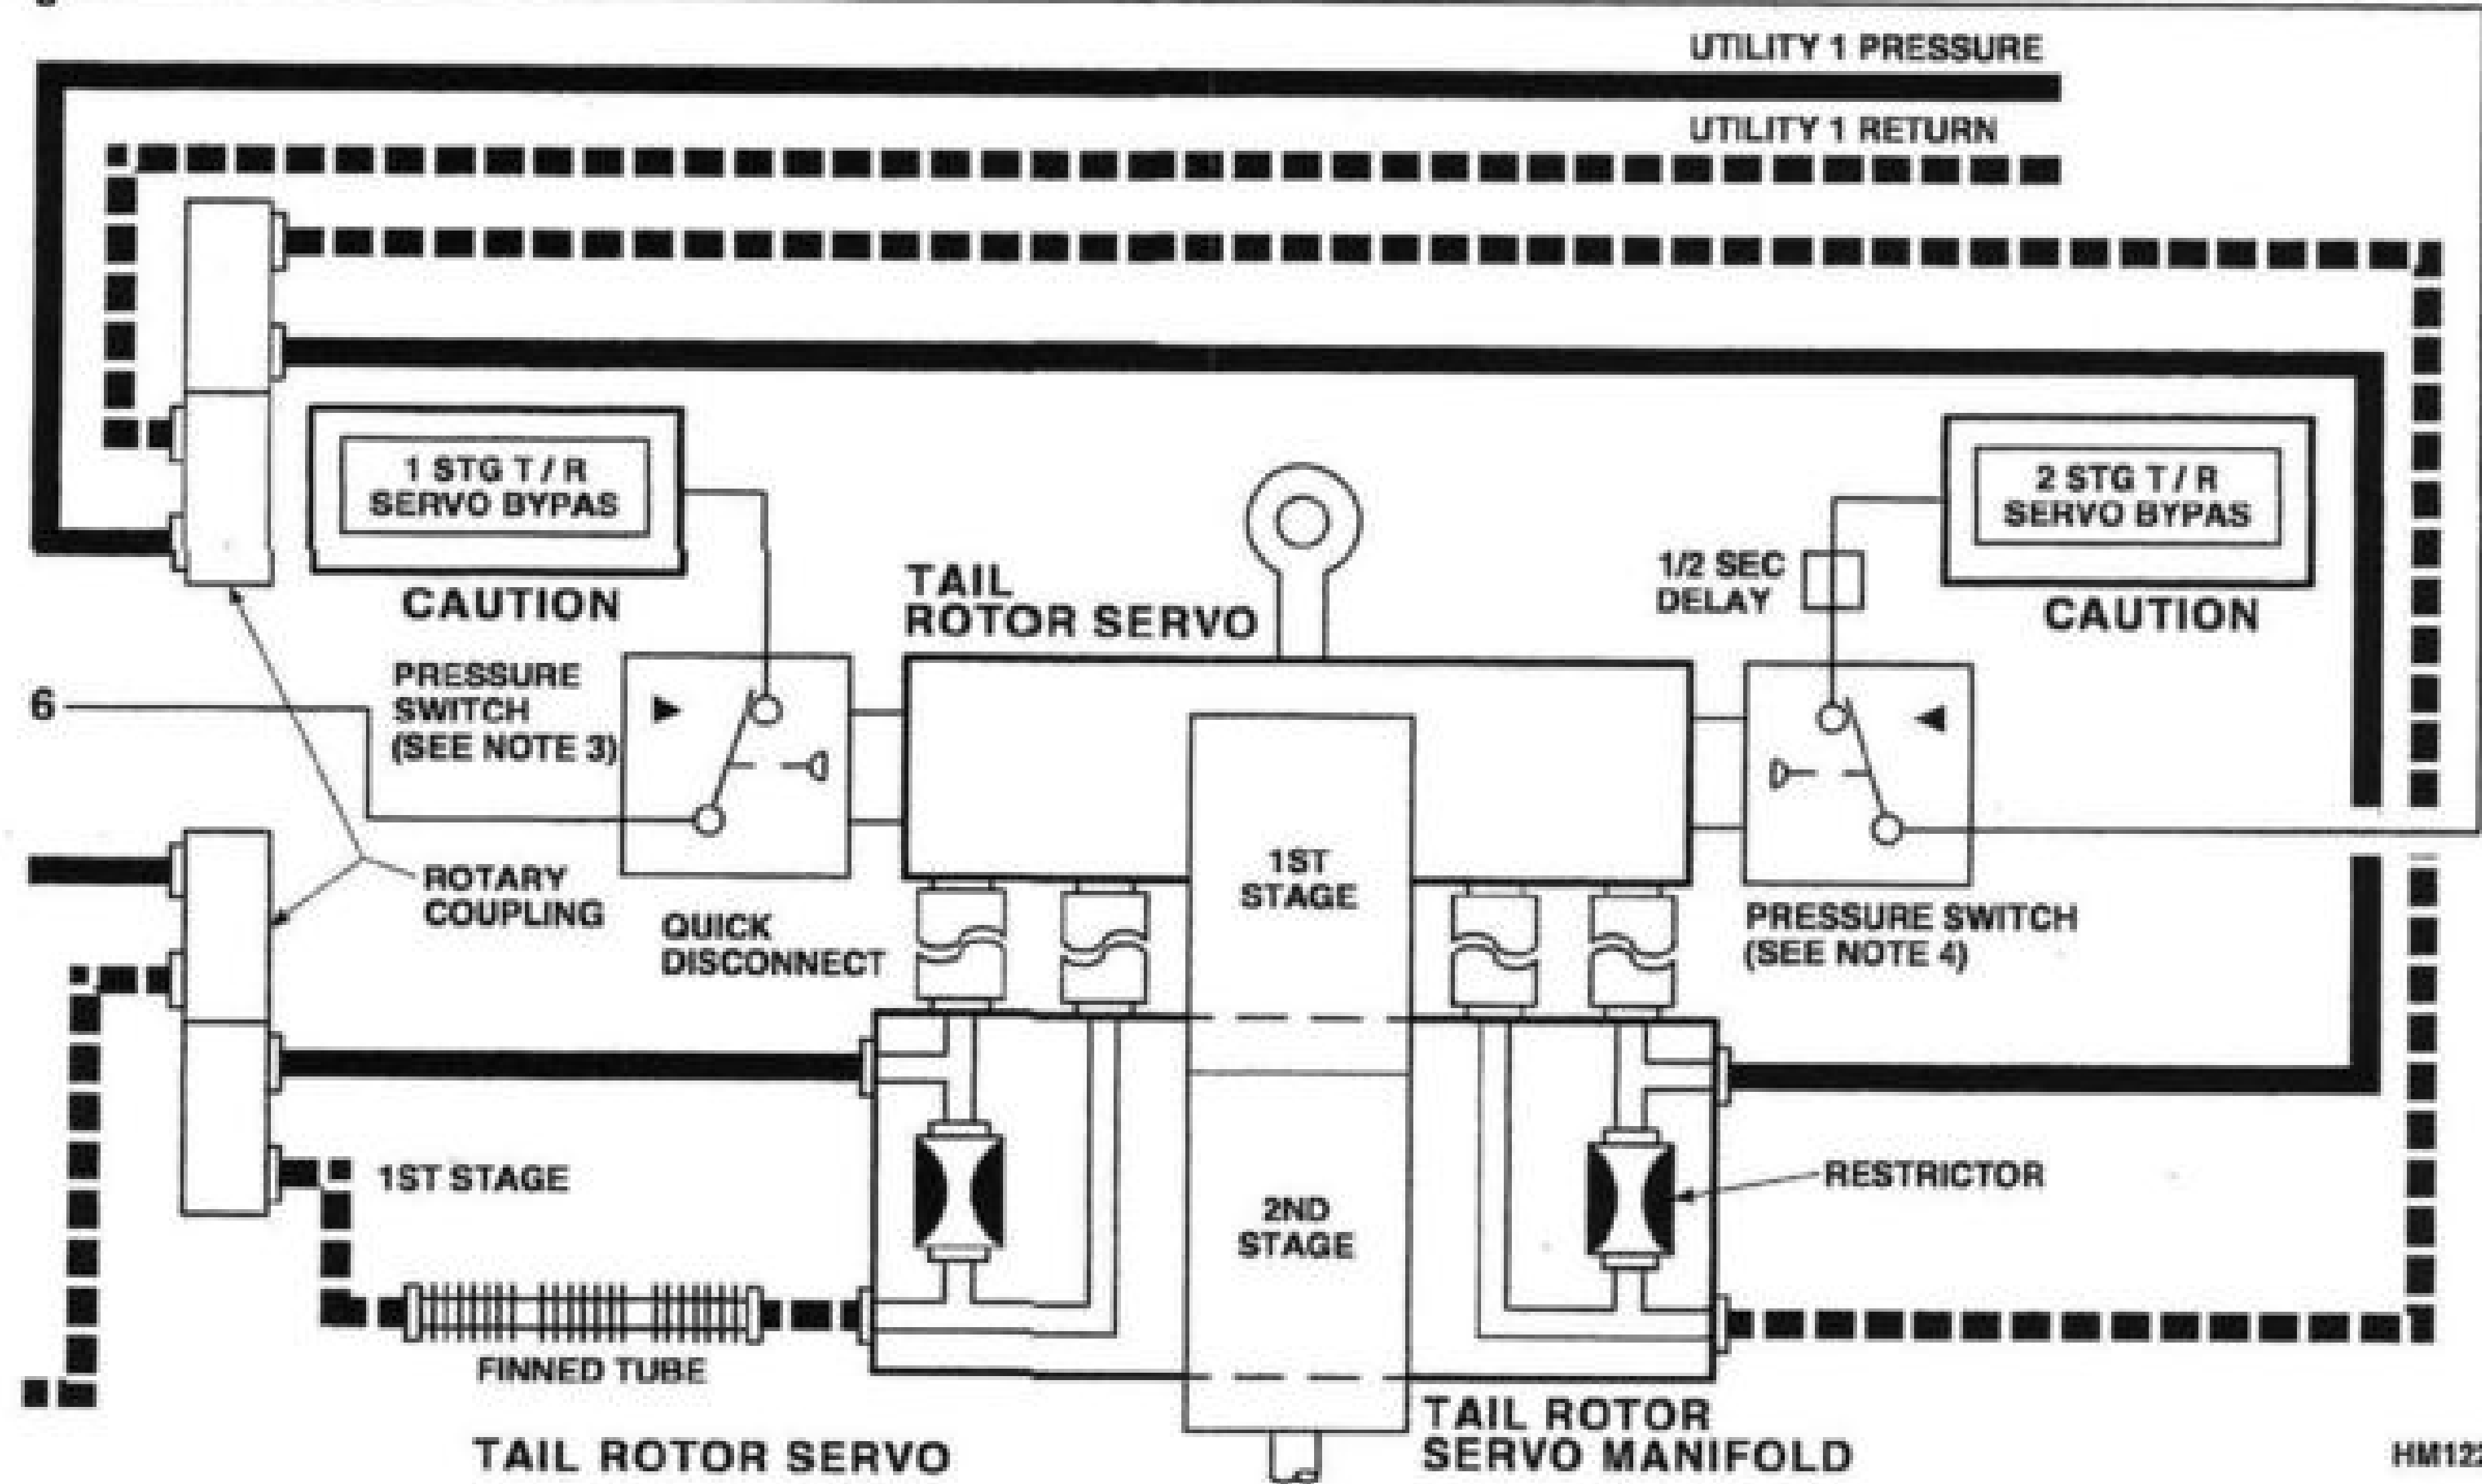 UTILITY 1 PRESSURE
UTILITY 1 RETURN
1 STG T / R
SERVO BYPAS
CAUTION
2 STG T / R
SERVO BYPAS
CAUTION
1/2 SEC
DELAY
TAIL
ROTOR SERVO
PRESSURE
SWITCH
(SEE NOTE 3)
6
1ST
STAGE
ROTARY
COUPLING
QUICK
DISCONNECT
PRESSURE SWITCH
(SEE NOTE 4)
1ST STAGE
RESTRICTOR
2ND
STAGE
FINNED TUBE
TAIL ROTOR SERVO
TAIL ROTOR
SERVO MANIFOLD
HM122